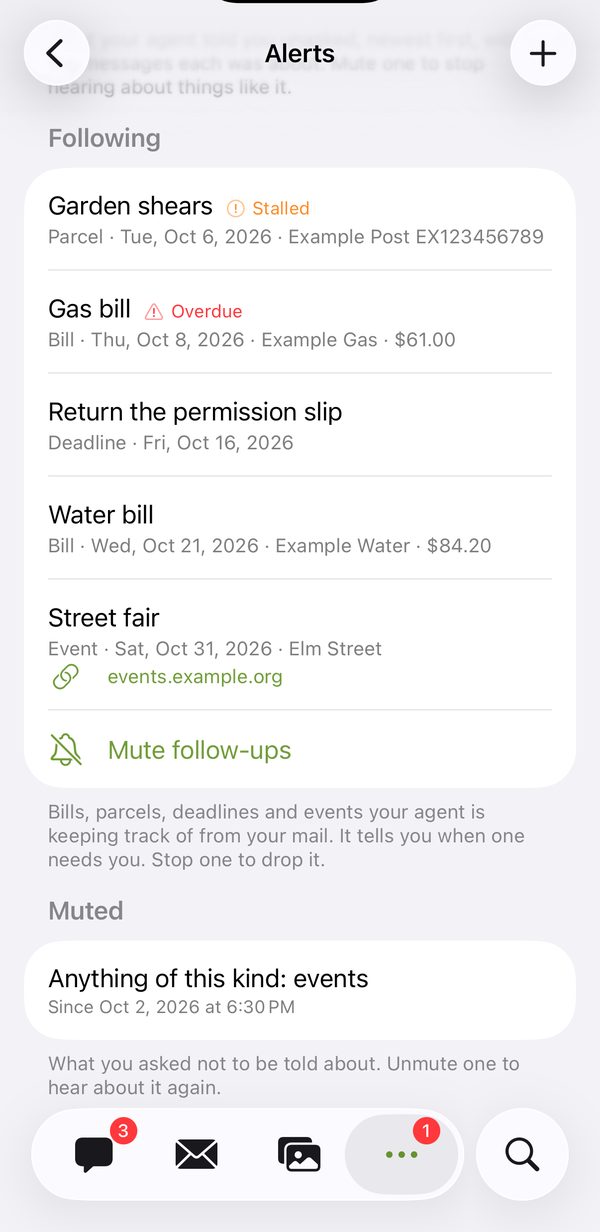 Alerts
hearing about things like it.
Following
Garden shears Stalled
Parcel · Tue, Oct 6, 2026 · Example Post EX123456789
Gas bill Overdue
Bill · Thu, Oct 8, 2026 · Example Gas · $61.00
Return the permission slip
Deadline · Fri, Oct 16, 2026
Water bill
Bill · Wed, Oct 21, 2026 · Example Water · $84.20
Street fair
Event · Sat, Oct 31, 2026 · Elm Street
events.example.org
Mute follow-ups
Bills, parcels, deadlines and events your agent is
keeping track of from your mail. It tells you when one
needs you. Stop one to drop it.
Muted
Anything of this kind: events
Since Oct 2, 2026 at 6:30 PM
What you asked not to be told about. Unmute one to
hear about it again.
3
1